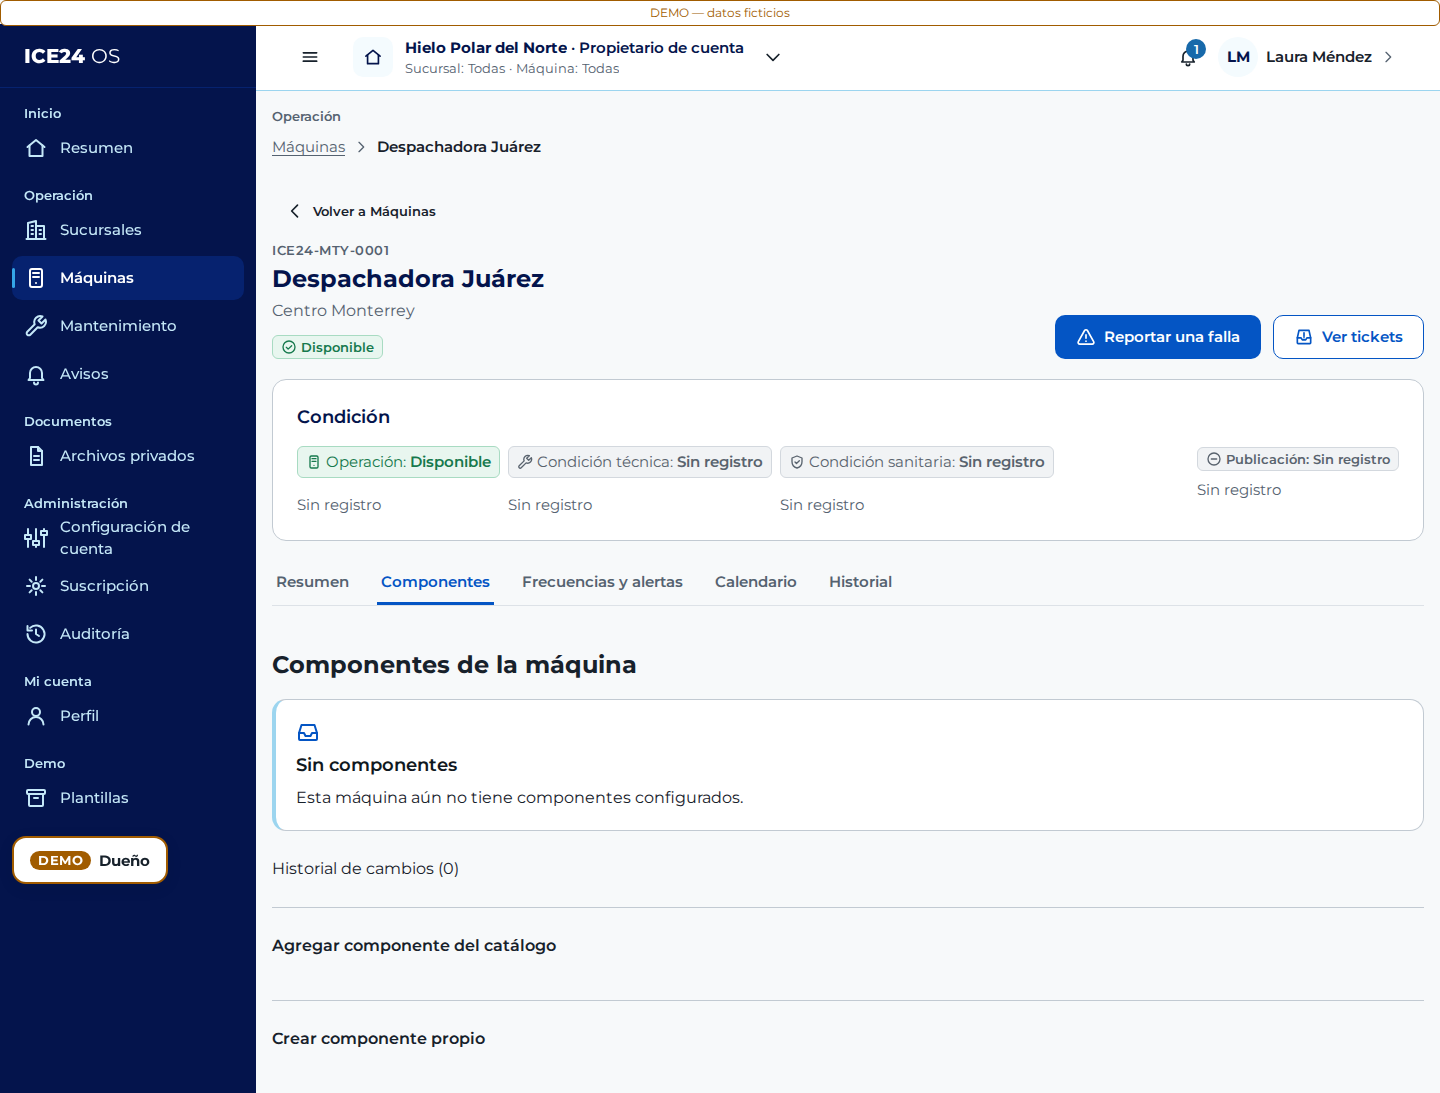 DEMO — datos ficticios
ICE24 OS
Hielo Polar del Norte · Propietario de cuenta
Sucursal: Todas · Máquina: Todas
1
LM
Laura Méndez
Inicio
Resumen
Operación
Sucursales
Máquinas
Mantenimiento
Avisos
Documentos
Archivos privados
Administración
Configuración de
cuenta
Suscripción
Auditoría
Mi cuenta
Perfil
Demo
Plantillas
DEMO Dueño
Operación
Máquinas > Despachadora Juárez
Volver a Máquinas
ICE24-MTY-0001
Despachadora Juárez
Centro Monterrey
Disponible
Reportar una falla
Ver tickets
Condición
Operación: Disponible
Sin registro
Condición técnica: Sin registro
Sin registro
Condición sanitaria: Sin registro
Sin registro
Publicación: Sin registro
Sin registro
Resumen
Componentes
Frecuencias y alertas
Calendario
Historial
Componentes de la máquina
Sin componentes
Esta máquina aún no tiene componentes configurados.
Historial de cambios (0)
Agregar componente del catálogo
Crear componente propio